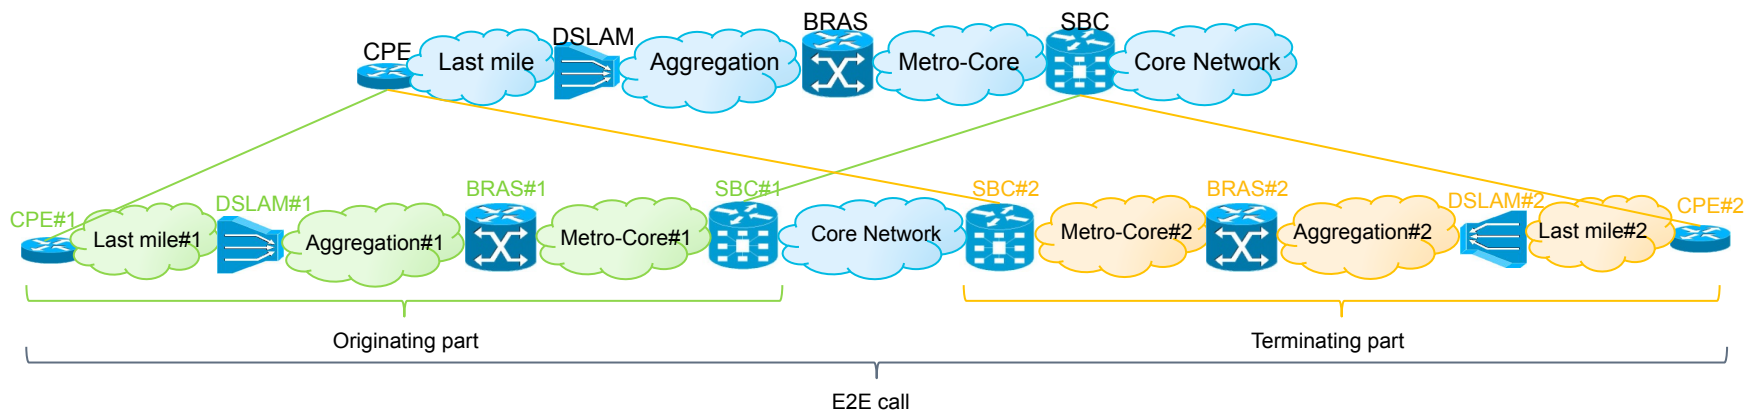 CPE
Last mile
DSLAM
Aggregation
BRAS
Metro-Core
SBC
Core Network
CPE#1
Last mile#1
DSLAM#1
Aggregation#1
BRAS#1
Metro-Core#1
SBC#1
Core Network
SBC#2
Metro-Core#2
BRAS#2
Aggregation#2
DSLAM#2
Last mile#2
CPE#2
Originating part
Terminating part
E2E call